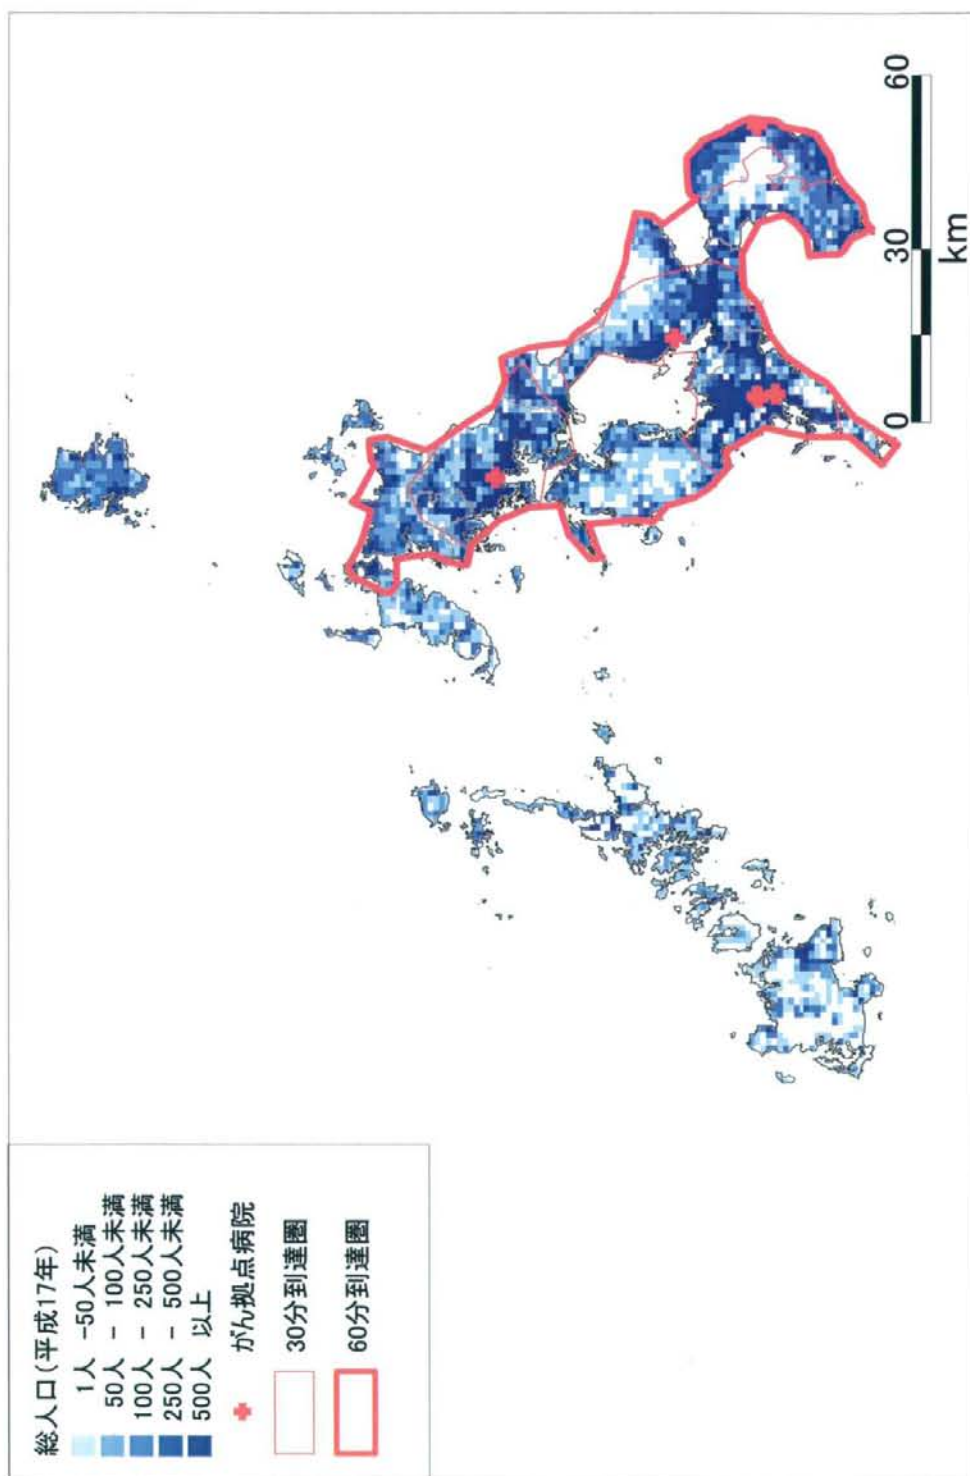 総人口(平成17年)
1人 -50人未満
50人 - 100人未満
100人 - 250人未満
250人 - 500人未満
500人 以上
がん拠点病院
30分到達圏
60分到達圏
0 30 60
km